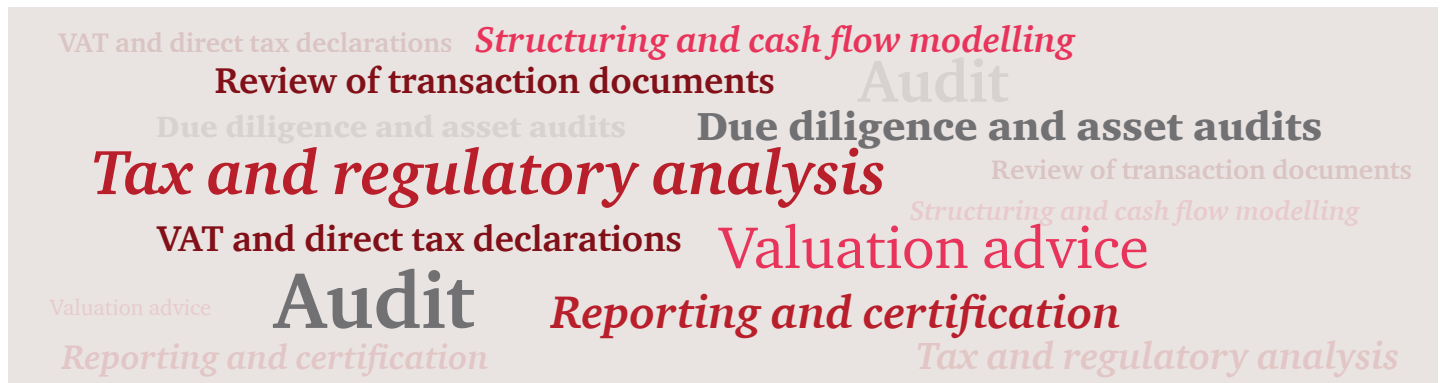 VAT and direct tax declarations
Structuring and cash flow modelling
Review of transaction documents
Audit
Due diligence and asset audits
Due diligence and asset audits
Tax and regulatory analysis
Review of transaction documents
Structuring and cash flow modelling
VAT and direct tax declarations
Valuation advice
Valuation advice
Audit
Reporting and certification
Reporting and certification
Tax and regulatory analysis